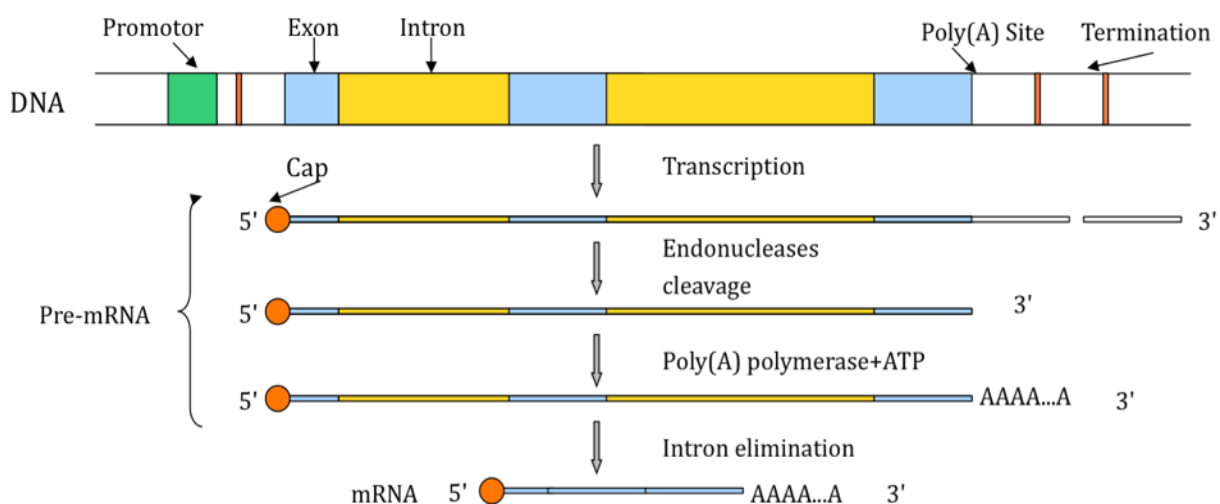 Promotor Exon Intron Poly(A) Site Termination
DNA
Transcription
Cap
5' 3'
Endonucleases
cleavage
Pre-mRNA 5' 3'
Poly(A) polymerase+ATP
5' AAAA...A 3'
Intron elimination
mRNA 5' AAAA...A 3'